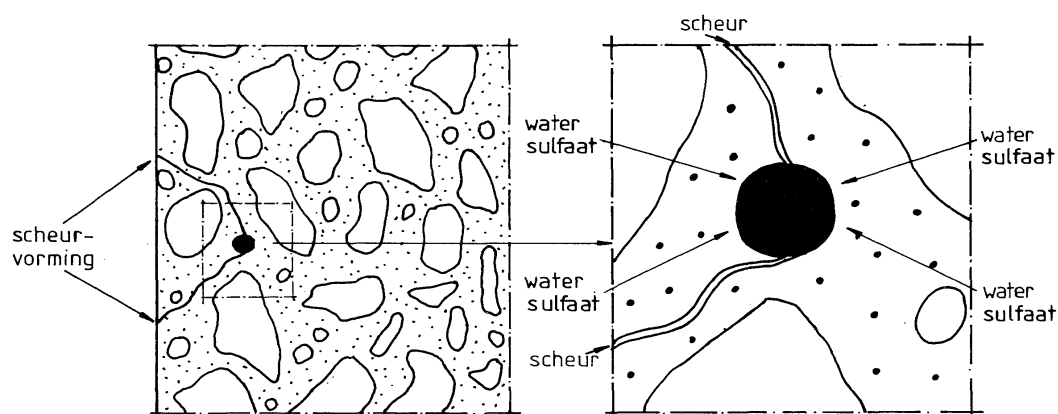 scheur-
vorming
scheur
water
sulfaat
water
sulfaat
water
sulfaat
water
sulfaat
scheur